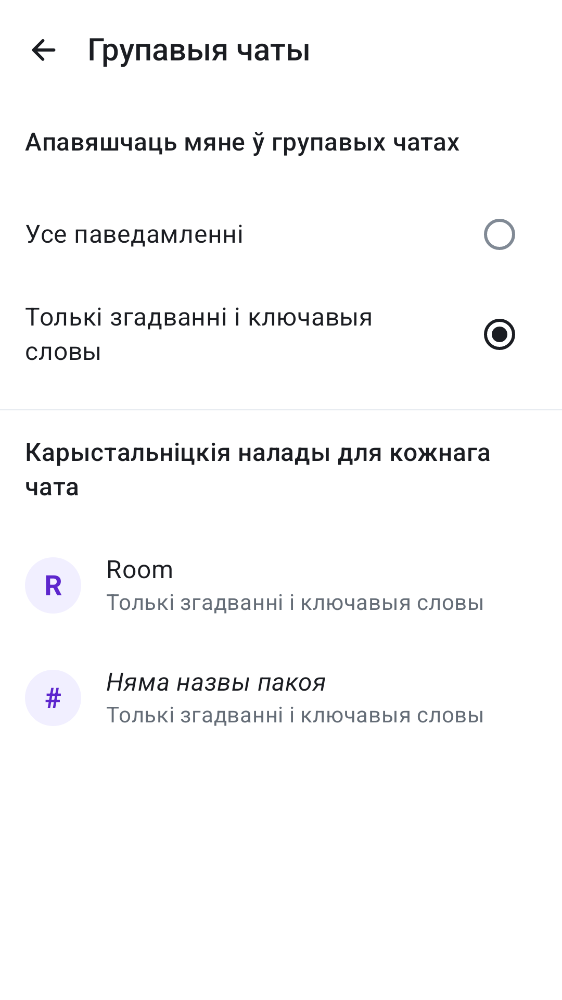 Групавыя чаты
Апавяшчаць мяне ў групавых чатах
Усе паведамленні
Толькі згадванні і ключавыя
словы
Карыстальніцкія налады для кожнага
чата
R
Room
Толькі згадванні і ключавыя словы
#
Няма назвы пакоя
Толькі згадванні і ключавыя словы